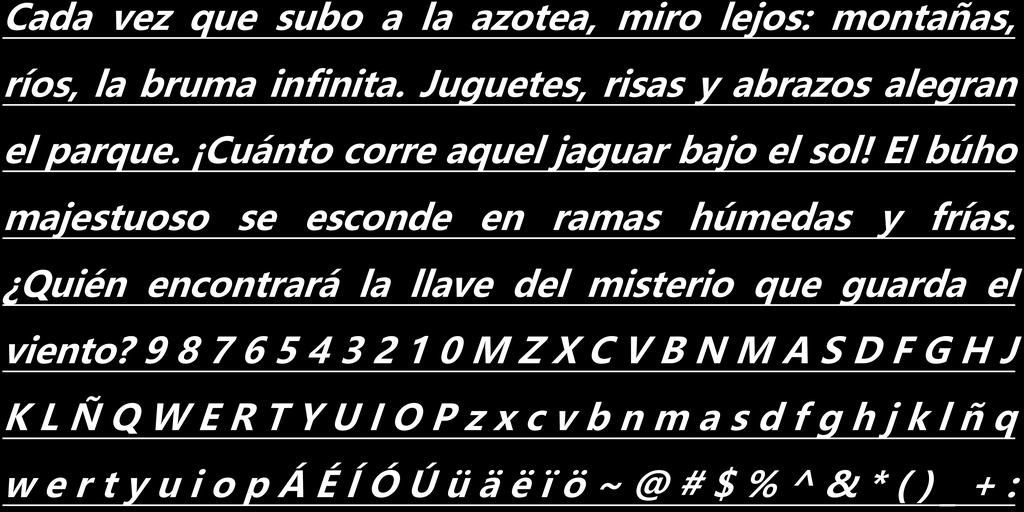 Cada vez que subo a la azotea, miro lejos: montañas,
ríos, la bruma infinita. Juguetes, risas y abrazos alegran
el parque. ¡Cuánto corre aquel jaguar bajo el sol! El búho
majestuoso se esconde en ramas húmedas y frías.
¿Quién encontrará la llave del misterio que guarda el
viento? 9 8 7 6 5 4 3 2 1 0 M Z X C V B N M A S D F G H J
K L Ñ Q W E R T Y U I O P z x c v b n m a s d f g h j k l ñ q
w e r t y u i o p Á É Í Ó Ú ü ä ë ï ö ~ @ # $ % ^ & * ( ) _ + :